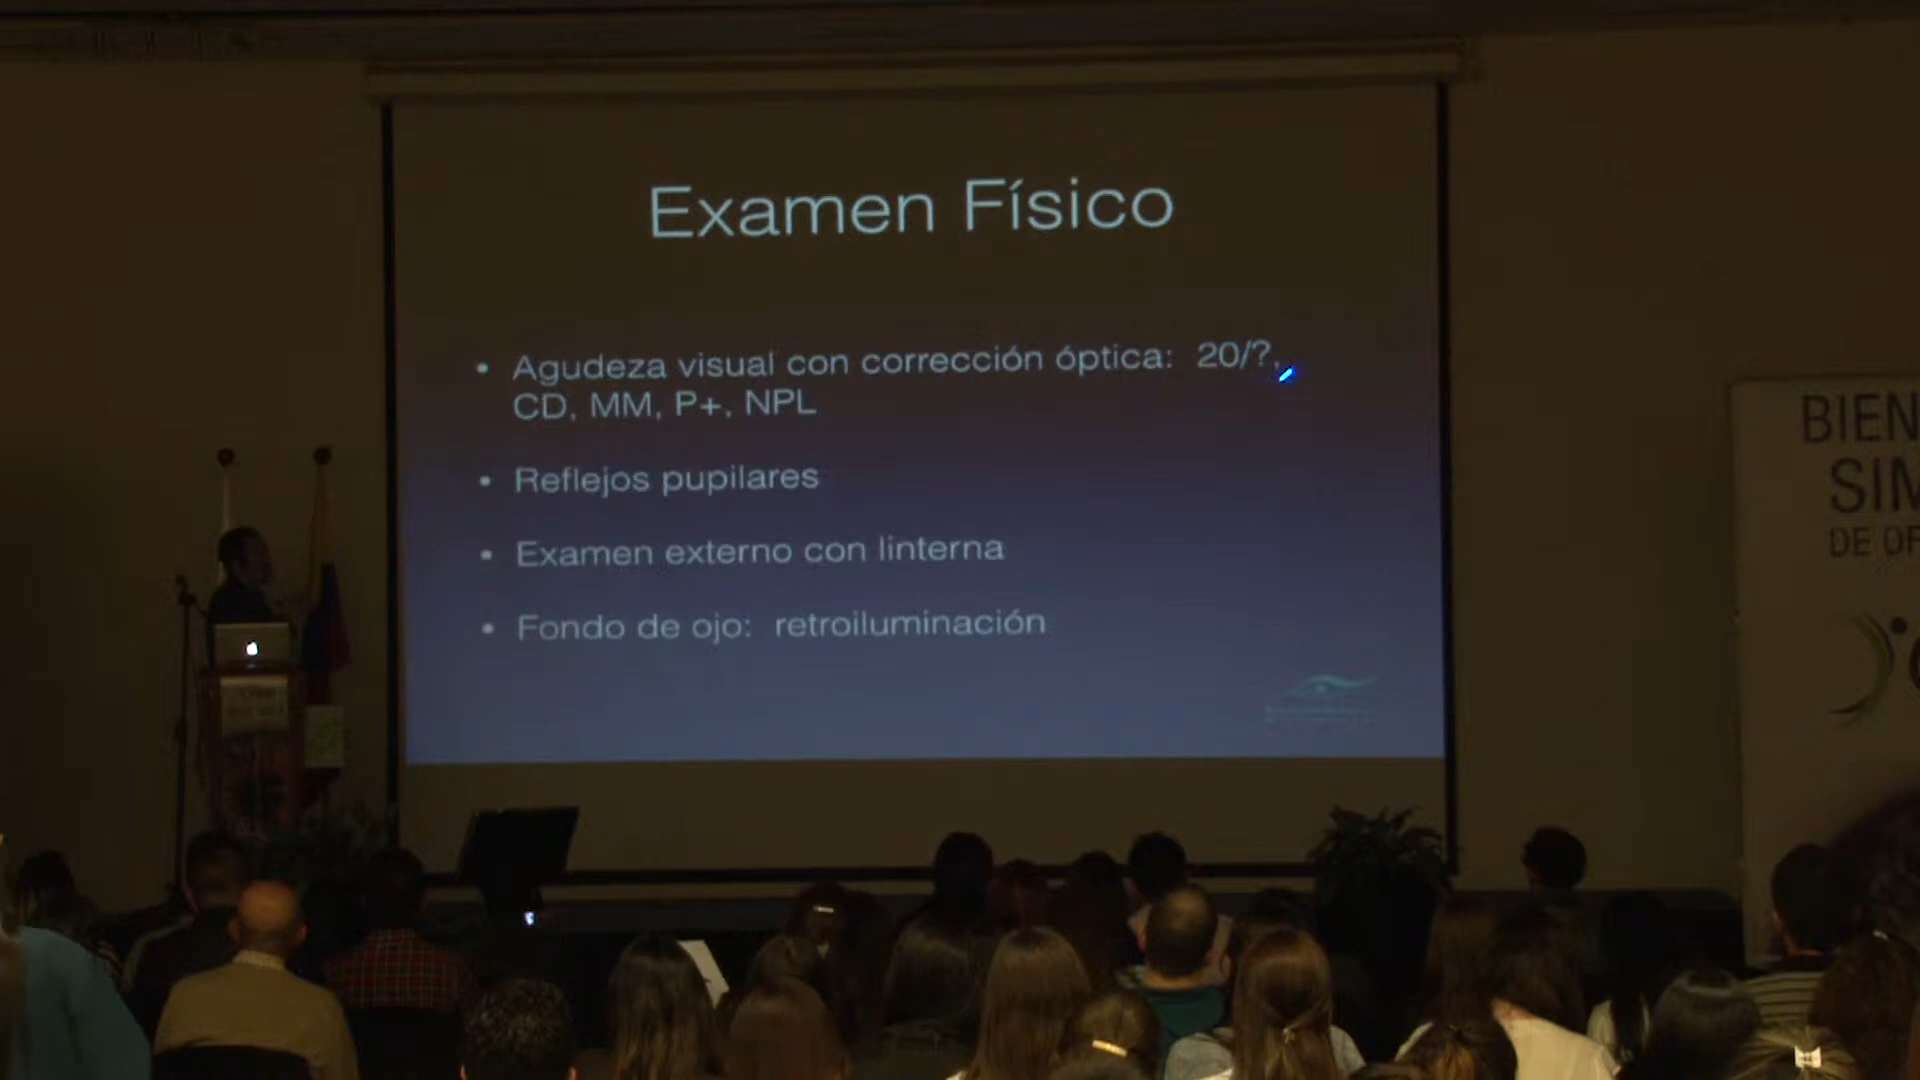 Examen Físico
• Agudeza visual con corrección óptica: 20/?,
CD, MM, P+, NPL
• Reflejos pupilares
• Examen externo con linterna
• Fondo de ojo: retroiluminación
BIEN
SIM
DE OF